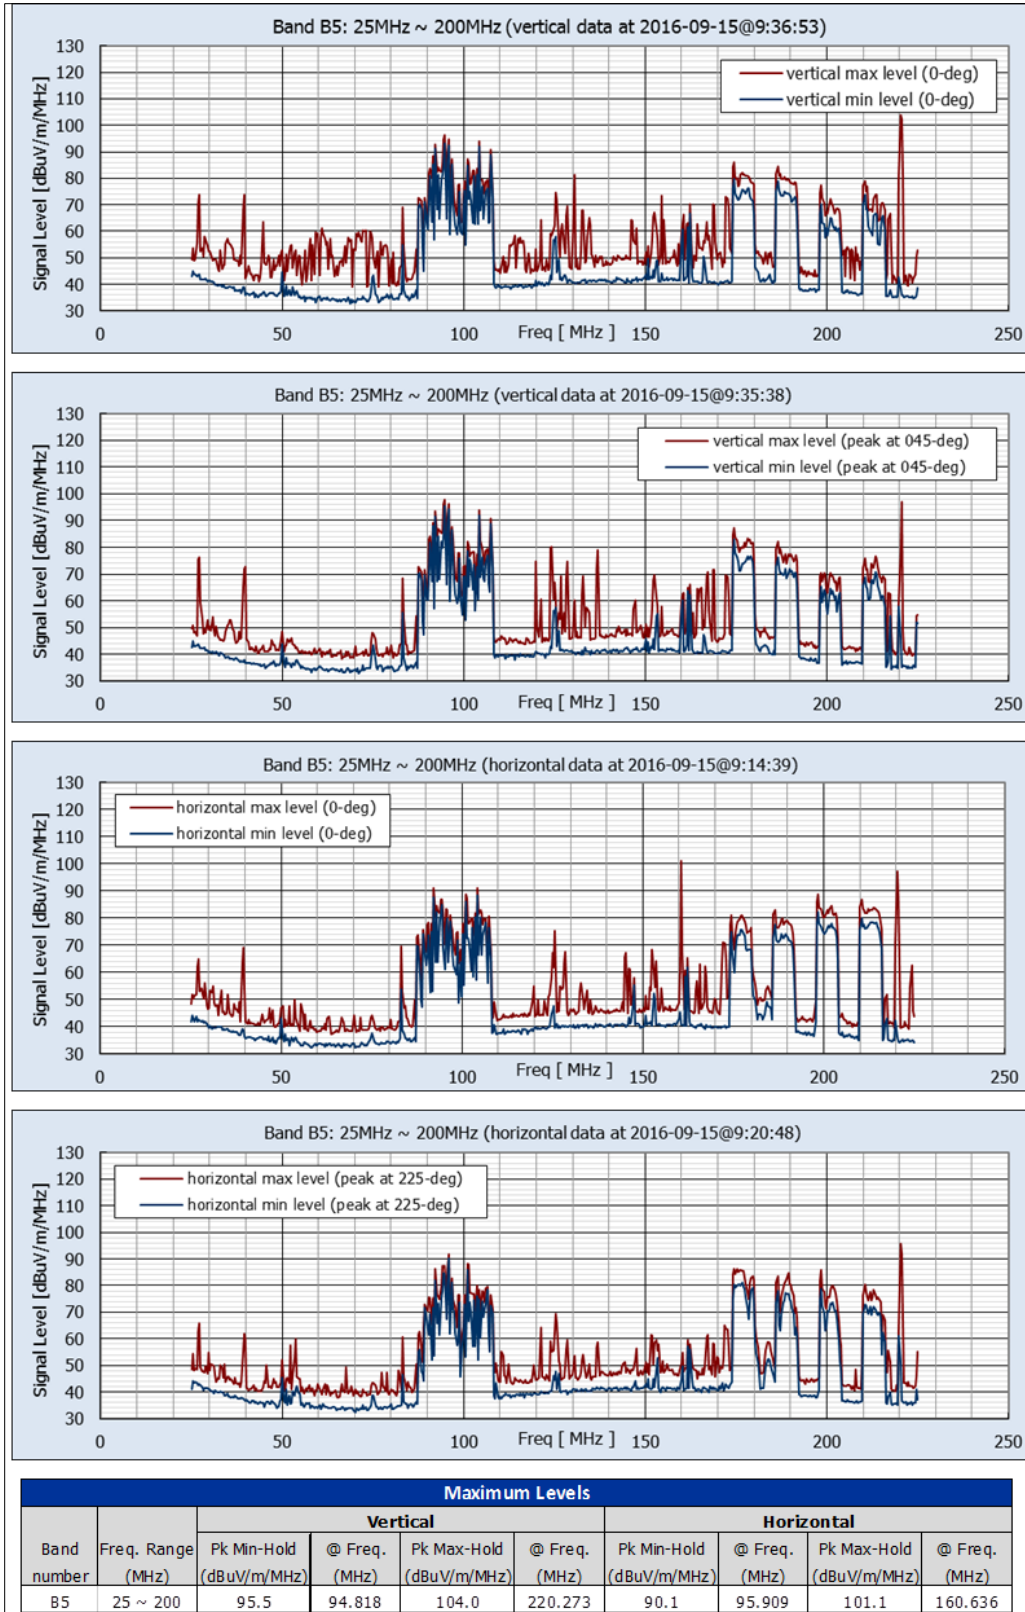 Band B5: 25MHz ~ 200MHz (vertical data at 2016-09-15@9:36:53)
130
120
110
100
90
80
70
60
50
40
30
Signal Level [dBuV/m/MHz]
vertical max level (0-deg)
vertical min level (0-deg)
0 50 100 150 200 250
Freq [ MHz ]
Band B5: 25MHz ~ 200MHz (vertical data at 2016-09-15@9:35:38)
130
120
110
100
90
80
70
60
50
40
30
Signal Level [dBuV/m/MHz]
vertical max level (peak at 045-deg)
vertical min level (peak at 045-deg)
0 50 100 150 200 250
Freq [ MHz ]
Band B5: 25MHz ~ 200MHz (horizontal data at 2016-09-15@9:14:39)
130
120
110
100
90
80
70
60
50
40
30
Signal Level [dBuV/m/MHz]
horizontal max level (0-deg)
horizontal min level (0-deg)
0 50 100 150 200 250
Freq [ MHz ]
Band B5: 25MHz ~ 200MHz (horizontal data at 2016-09-15@9:20:48)
130
120
110
100
90
80
70
60
50
40
30
Signal Level [dBuV/m/MHz]
horizontal max level (peak at 225-deg)
horizontal min level (peak at 225-deg)
0 50 100 150 200 250
Freq [ MHz ]
Maximum Levels
Vertical Horizontal
Band Freq. Range Pk Min-Hold @ Freq. Pk Max-Hold @ Freq. Pk Min-Hold @ Freq. Pk Max-Hold @ Freq.
number (MHz) (dBuV/m/MHz) (MHz) (dBuV/m/MHz) (MHz) (dBuV/m/MHz) (MHz) (dBuV/m/MHz) (MHz)
B5 25 ~ 200 95.5 94.818 104.0 220.273 90.1 95.909 101.1 160.636